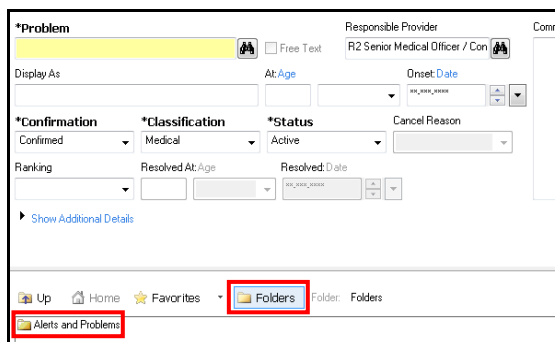 *Problem Responsible Provider Comm
Free Text R2 Senior Medical Officer / Con
Display As At: Age Onset: Date
**.***.****
*Confirmation *Classification *Status Cancel Reason
Confirmed Medical Active
Ranking Resolved At: Age Resolved: Date
**.***.****
Show Additional Details
Up Home Favorites Folders Folder: Folders
Alerts and Problems